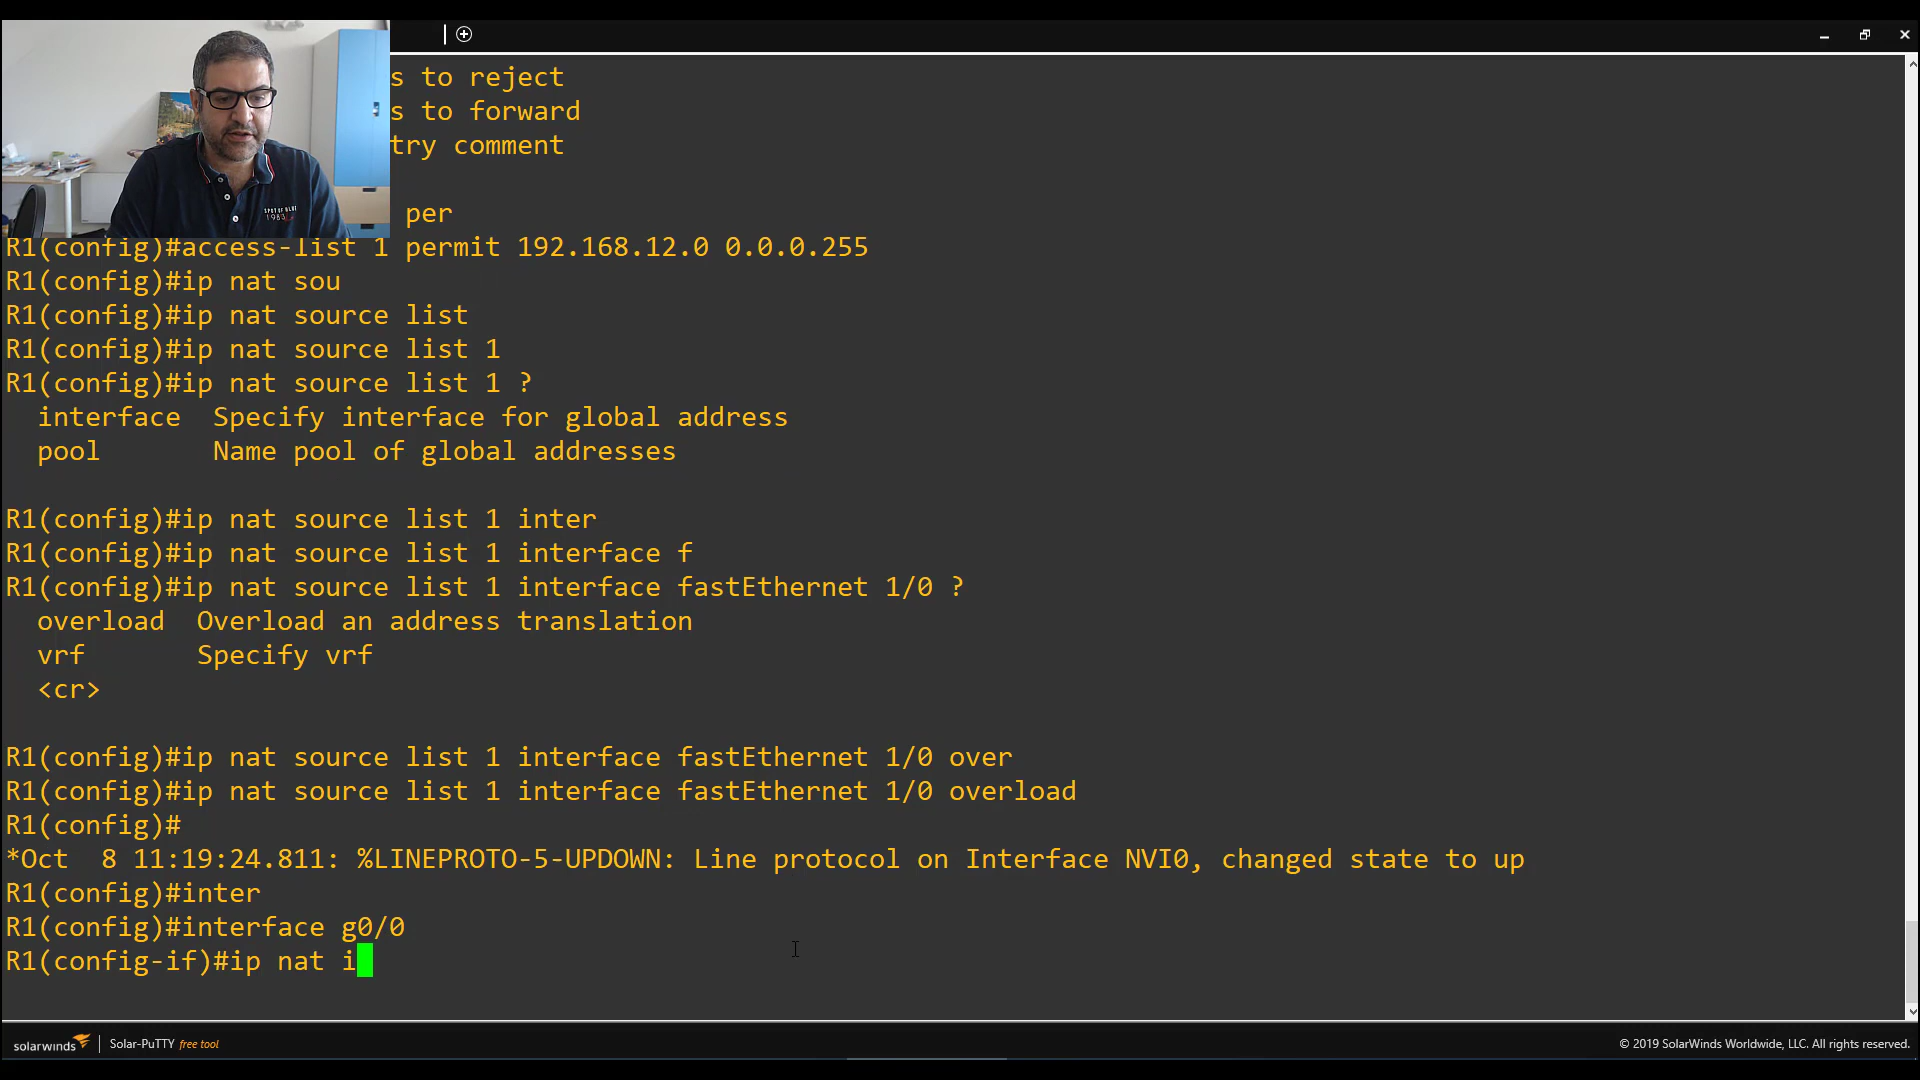 s to reject
s to forward
try comment
per
R1(config)#access-list 1 permit 192.168.12.0 0.0.0.255
R1(config)#ip nat sou
R1(config)#ip nat source list
R1(config)#ip nat source list 1
R1(config)#ip nat source list 1 ?
interface Specify interface for global address
pool Name pool of global addresses
R1(config)#ip nat source list 1 inter
R1(config)#ip nat source list 1 interface f
R1(config)#ip nat source list 1 interface fastEthernet 1/0 ?
overload Overload an address translation
vrf Specify vrf
<cr>
R1(config)#ip nat source list 1 interface fastEthernet 1/0 over
R1(config)#ip nat source list 1 interface fastEthernet 1/0 overload
R1(config)#
*Oct 8 11:19:24.811: %LINEPROTO-5-UPDOWN: Line protocol on Interface NVI0, changed state to up
R1(config)#inter
R1(config)#interface g0/0
R1(config-if)#ip nat i
solarwinds | Solar-PuTTY free tool
© 2019 SolarWinds Worldwide, LLC. All rights reserved.